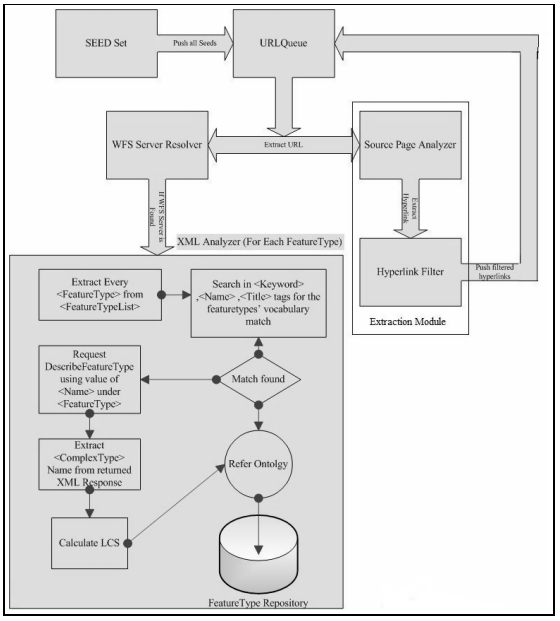 SEED Set
Push all Seeds
URLQueue
WFS Server Resolver
Extract URL
Source Page Analyzer
If WFS Server is
Found
Extract
Hyperlink
XML Analyzer (For Each FeatureType)
Hyperlink Filter
Push filtered
hyperlinks
Extraction Module
Extract Every
<FeatureType> from
<FeatureTypeList>
Search in <Keyword>
,<Name> ,<Title> tags for the
featuretypes' vocabulary
match
Request
DescribeFeatureType
using value of
<Name> under
<FeatureType>
Match found
Extract
<ComplexType>
Name from returned
XML Response
Refer Ontolgy
Calculate LCS
FeatureType Repository